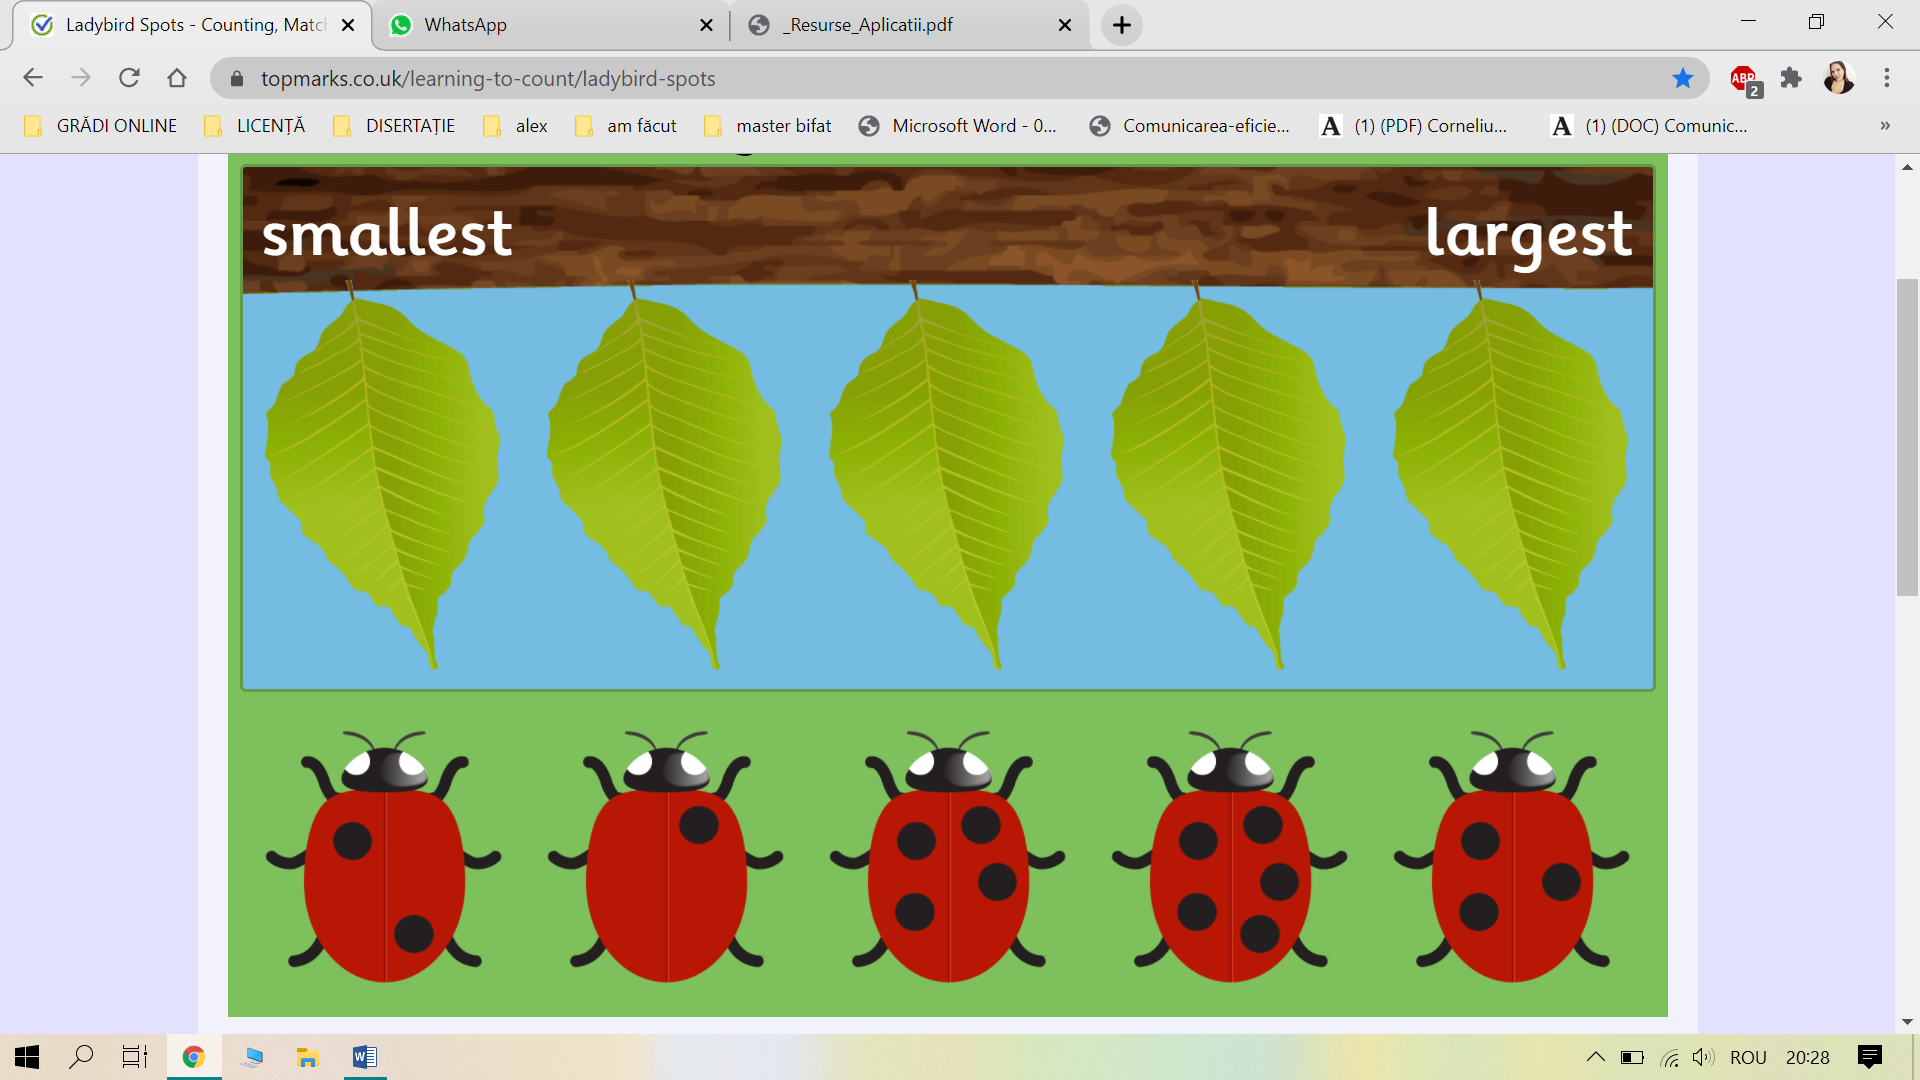 Ladybird Spots - Counting, Matc
WhatsApp
_Resurse_Aplicatii.pdf
topmarks.co.uk/learning-to-count/ladybird-spots
ABP
2
GRĂDI ONLINE
LICENȚĂ
DISERTAȚIE
alex
am făcut
master bifat
Microsoft Word - 0...
Comunicarea-eficie...
A (1) (PDF) Corneliu...
A (1) (DOC) Comunic...
»
smallest
largest
W
ROU
20:28